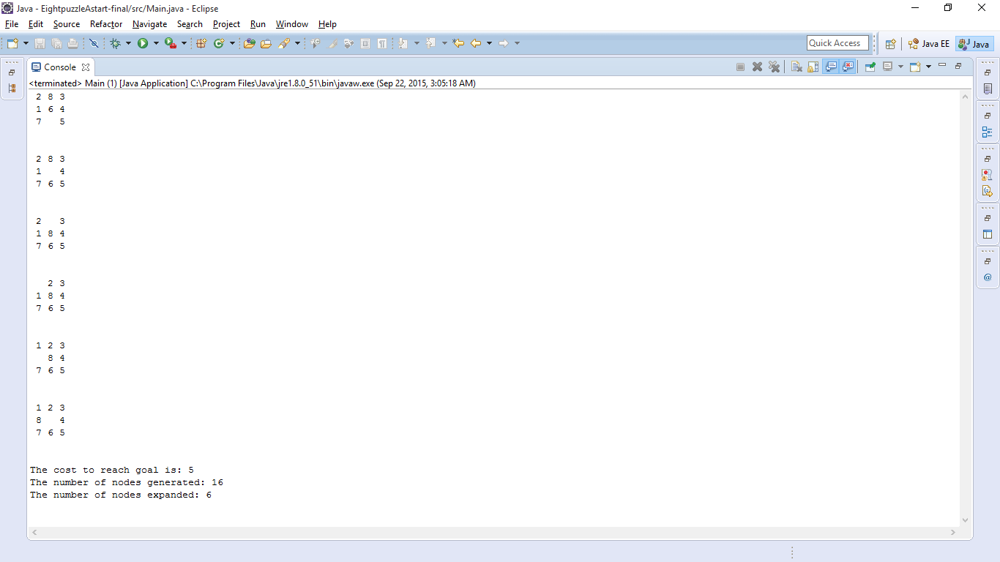 Java - EightpuzzleAstart-final/src/Main.java - Eclipse
File Edit Source Refactor Navigate Search Project Run Window Help
Quick Access Java EE Java
Console
<terminated> Main (1) [Java Application] C:\Program Files\Java\jre1.8.0_51\bin\javaw.exe (Sep 22, 2015, 3:05:18 AM)
2 8 3
1 6 4
7   5
2 8 3
1   4
7 6 5
2   3
1 8 4
7 6 5
  2 3
1 8 4
7 6 5
1 2 3
  8 4
7 6 5
1 2 3
8   4
7 6 5
The cost to reach goal is: 5
The number of nodes generated: 16
The number of nodes expanded: 6